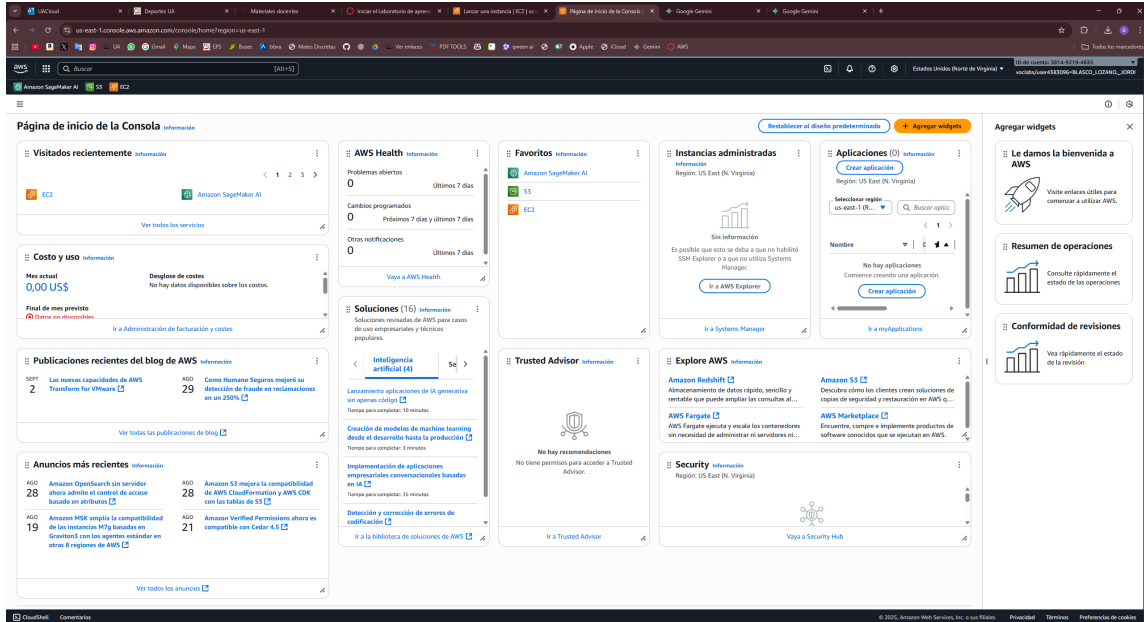 UACloud
Deportes UA
Materiales docentes
Iniciar el Laboratorio de apren
Lanzar una instancia | EC2 | us-
Página de inicio de la Consola |
Google Gemini
Google Gemini
us-east-1.console.aws.amazon.com/console/home?region=us-east-1
UA
Gmail
Maps
EPS
Buses
bbva
Mates Discretas
Ver enlaces
PDF TOOLS
qween ai
Apple
iCloud
Gemini
AWS
Todos los marcadores
aws
Buscar
[Alt+S]
Estados Unidos (Norte de Virginia)
ID de cuenta: 3814-9219-4835
voclabs/user4383096=BLASCO_LOZANO,_JORDI
Amazon SageMaker AI
S3
EC2
Página de inicio de la Consola Información
Restablecer al diseño predeterminado
+ Agregar widgets
Visitados recientemente Información
1 2 3
EC2
Amazon SageMaker AI
Ver todos los servicios
Costo y uso Información
Mes actual
0,00 US$
Final de mes previsto
Datos no disponibles
Desglose de costes
No hay datos disponibles sobre los costos.
Ir a Administración de facturación y costes
AWS Health Información
Problemas abiertos
0 Últimos 7 días
Cambios programados
0 Próximos 7 días y últimos 7 días
Otras notificaciones
0 Últimos 7 días
Vaya a AWS Health
Favoritos Información
Amazon SageMaker AI
S3
EC2
Instancias administradas
Información
Región: US East (N. Virginia)
Sin información
Es posible que esto se deba a que no habilitó
SSM Explorer o a que no utiliza Systems
Manager.
Ir a AWS Explorer
Ir a Systems Manager
Aplicaciones (0) Información
Crear aplicación
Región: US East (N. Virginia)
Seleccionar región
us-east-1 (R...
Buscar aplic
1
Nombre
No hay aplicaciones
Comience creando una aplicación.
Crear aplicación
Ir a myApplications
Soluciones (16) Información
Soluciones revisadas de AWS para casos
de uso empresariales y técnicos
populares.
Inteligencia
artificial (4)
Se
Lanzamiento aplicaciones de IA generativa
sin apenas código
Tiempo para completar: 10 minutos
Creación de modelos de machine learning
desde el desarrollo hasta la producción
Tiempo para completar: 3 minutos
Implementación de aplicaciones
empresariales conversacionales basadas
en IA
Tiempo para completar: 35 minutos
Detección y corrección de errores de
codificación
Ir a la biblioteca de soluciones de AWS
Publicaciones recientes del blog de AWS Información
SEPT
2
Las nuevas capacidades de AWS
Transform for VMware
AGO
29
Como Humano Seguros mejoró su
detección de fraude en reclamaciones
en un 250%
Ver todas las publicaciones de blog
Trusted Advisor Información
No hay recomendaciones
No tiene permisos para acceder a Trusted
Advisor.
Ir a Trusted Advisor
Explore AWS Información
Amazon Redshift
Almacenamiento de datos rápido, sencillo y
rentable que puede ampliar las consultas al...
AWS Fargate
AWS Fargate ejecuta y escala los contenedores
sin necesidad de administrar ni servidores ni...
Amazon S3
Descubra cómo los clientes crean soluciones de
copias de seguridad y restauración en AWS q...
AWS Marketplace
Encuentre, compre e implemente productos de
software conocidos que se ejecutan en AWS.
Anuncios más recientes Información
AGO
28
Amazon OpenSearch sin servidor
ahora admite el control de acceso
basado en atributos
AGO
28
Amazon S3 mejora la compatibilidad
de AWS CloudFormation y AWS CDK
con las tablas de S3
AGO
19
Amazon MSK amplía la compatibilidad
de las instancias M7g basadas en
Graviton3 con los agentes estándar en
otras 8 regiones de AWS
AGO
21
Amazon Verified Permissions ahora es
compatible con Cedar 4.5
Ver todos los anuncios
Security Información
Región: US East (N. Virginia)
Vaya a Security Hub
Agregar widgets
Le damos la bienvenida a
AWS
Visite enlaces útiles para
comenzar a utilizar AWS.
Resumen de operaciones
Consulte rápidamente el
estado de las operaciones
Conformidad de revisiones
Vea rápidamente el estado
de la revisión
CloudShell
Comentarios
© 2025, Amazon Web Services, Inc. o sus filiales.
Privacidad
Términos
Preferencias de cookies